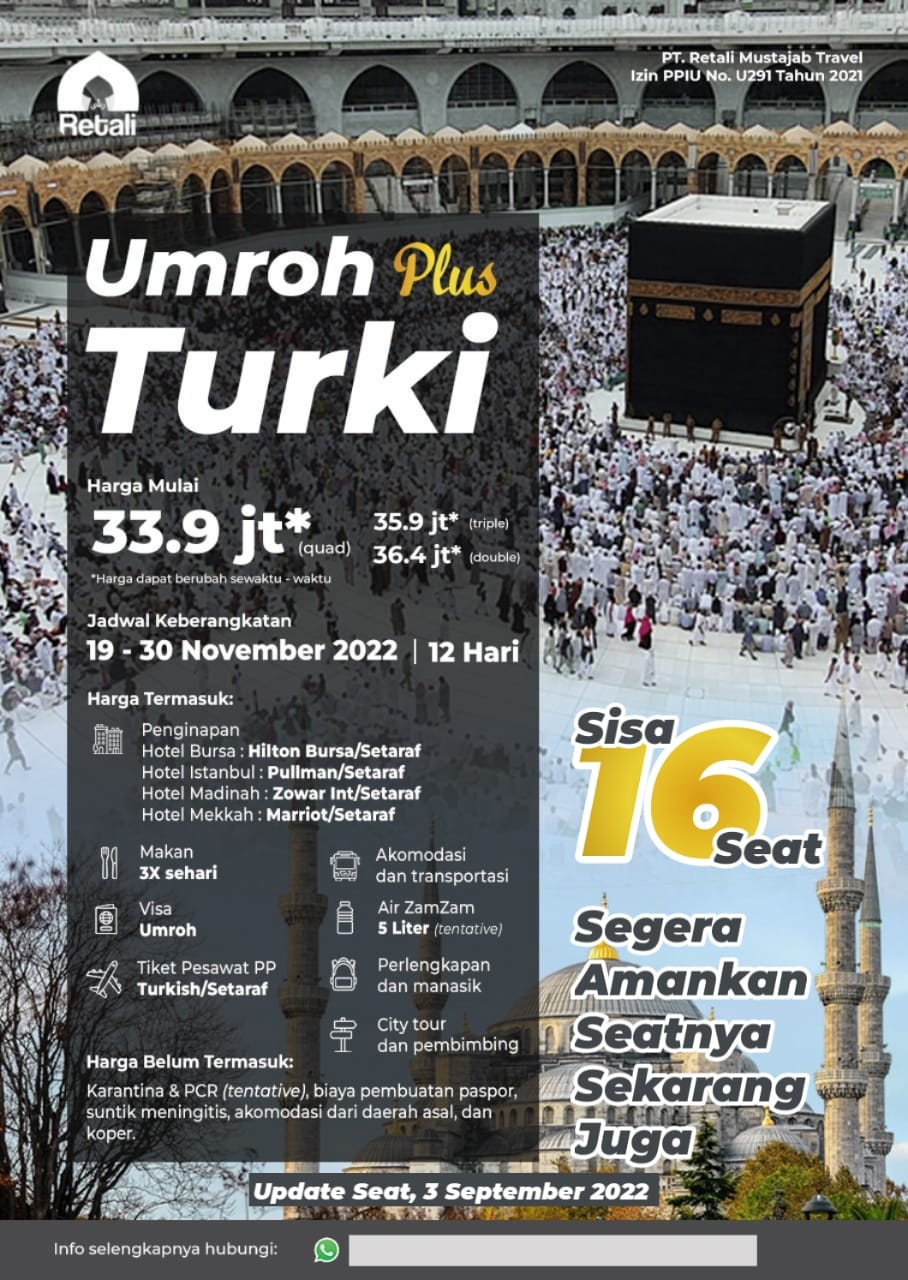 Retali
PT. Retali Mustajab Travel
Izin PPIU No. U291 Tahun 2021
Umroh Plus
Turki
Harga Mulai
33.9 jt* (quad)
35.9 jt* (triple)
36.4 jt* (double)
*Harga dapat berubah sewaktu - waktu
Jadwal Keberangkatan
19 - 30 November 2022 | 12 Hari
Harga Termasuk:
Penginapan
Hotel Bursa : Hilton Bursa/Setaraf
Hotel Istanbul : Pullman/Setaraf
Hotel Madinah : Zowar Int/Setaraf
Hotel Mekkah : Marriot/Setaraf
Makan
3X sehari
Visa
Umroh
Tiket Pesawat PP
Turkish/Setaraf
Akomodasi
dan transportasi
Air ZamZam
5 Liter (tentative)
Perlengkapan
dan manasik
City tour
dan pembimbing
Harga Belum Termasuk:
Karantina & PCR (tentative), biaya pembuatan paspor,
suntik meningitis, akomodasi dari daerah asal, dan
koper.
Sisa
16
Seat
Segera
Amankan
Seatnya
Sekarang
Juga
Update Seat, 3 September 2022
Info selengkapnya hubungi: